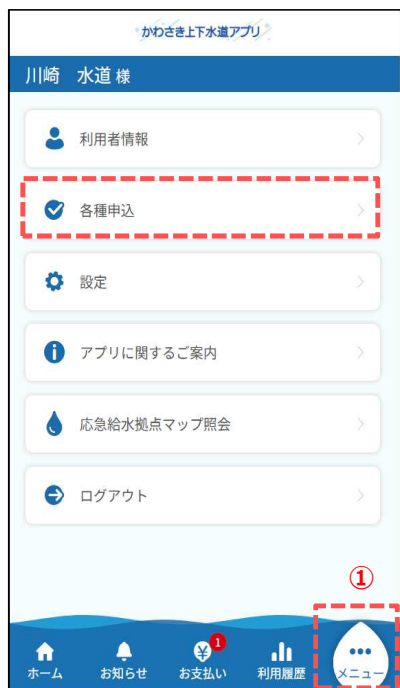 かわさき上下水道アプリ
川崎 水道 様
利用者情報
各種申込
設定
アプリに関するご案内
応急給水拠点マップ照会
ログアウト
①
1
ホーム お知らせ お支払い 利用履歴 メニュー